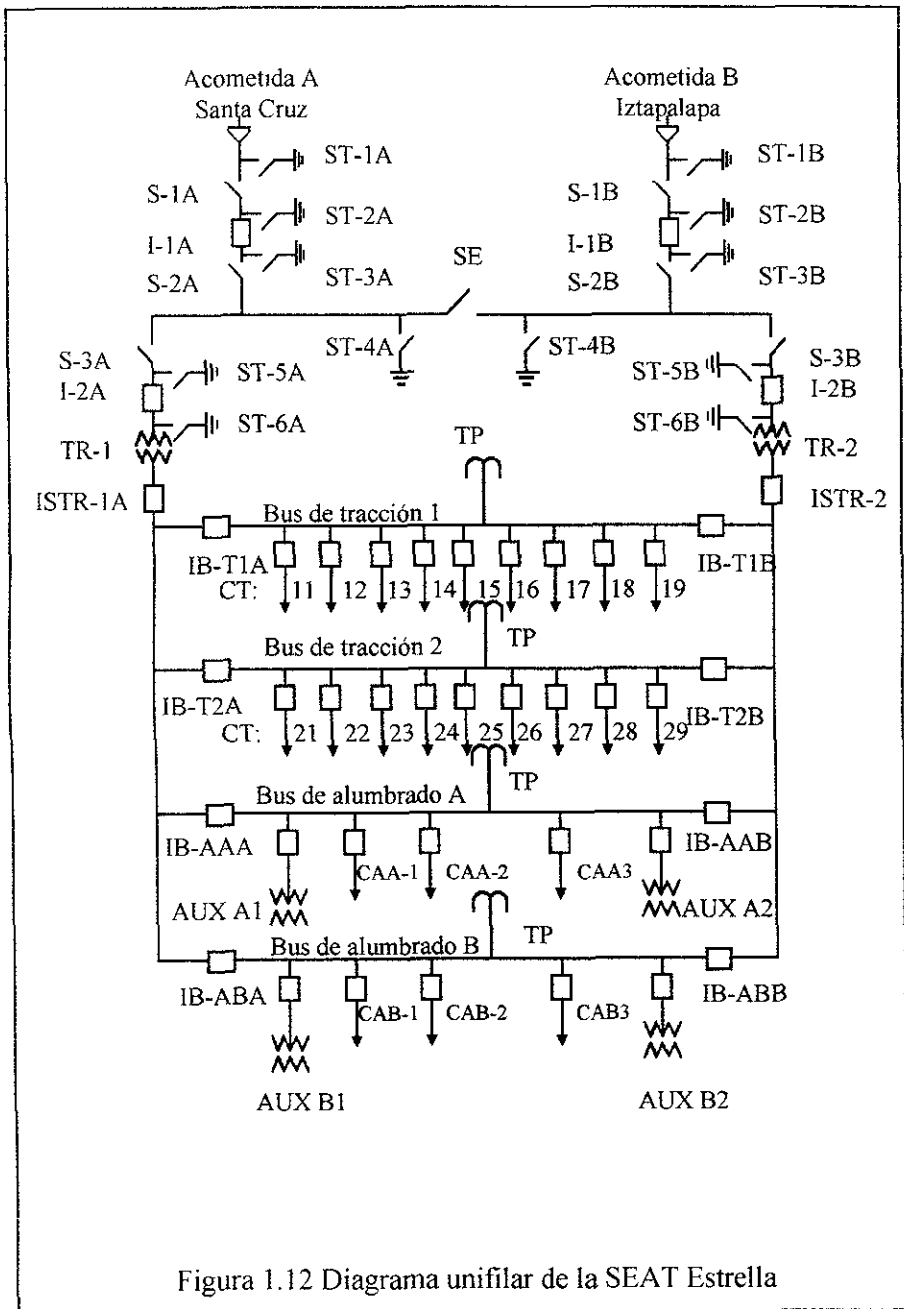 Acometida A
Santa Cruz
Acometida B
Iztapalapa
ST-1A
ST-1B
S-1A
S-1B
ST-2A
ST-2B
I-1A
I-1B
S-2A
ST-3A
SE
S-2B
ST-3B
ST-4A
ST-4B
S-3A
S-3B
ST-5A
ST-5B
I-2A
I-2B
ST-6A
ST-6B
TR-1
TP
TR-2
ISTR-1A
ISTR-2
Bus de tracción 1
IB-T1A
IB-T1B
CT: 11 12 13 14 15 16 17 18 19
TP
Bus de tracción 2
IB-T2A
IB-T2B
CT: 21 22 23 24 25 26 27 28 29
TP
Bus de alumbrado A
IB-AAA
IB-AAB
CAA-1 CAA-2 CAA3
AUX A1
AUX A2
TP
Bus de alumbrado B
IB-ABA
IB-ABB
CAB-1 CAB-2 CAB3
AUX B1
AUX B2
Figura 1.12 Diagrama unifilar de la SEAT Estrella